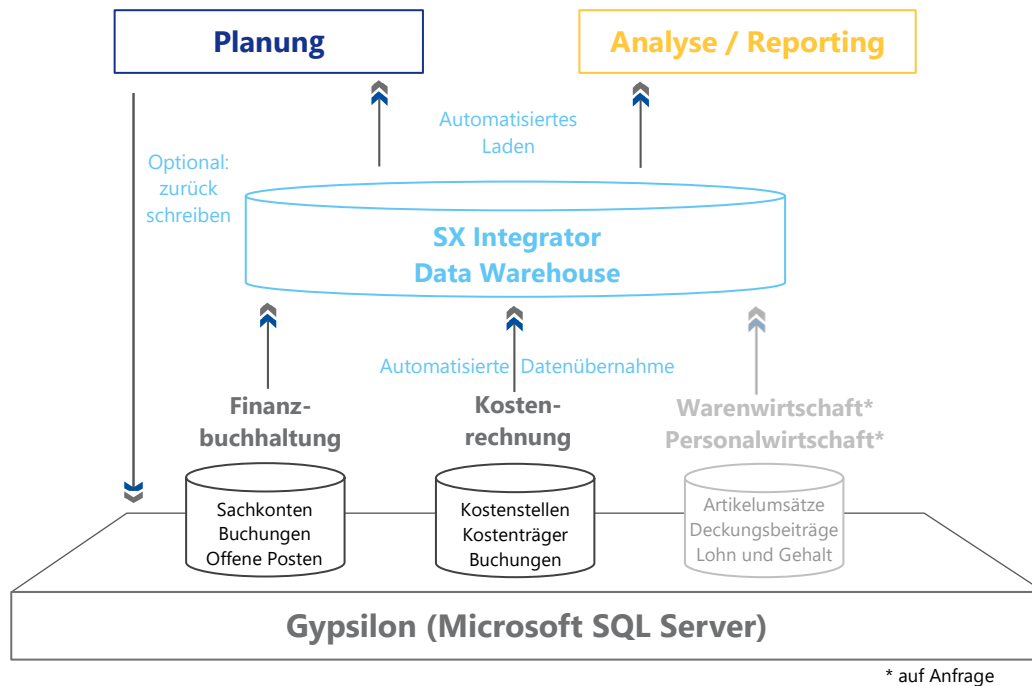 Planung
Analyse / Reporting
Automatisiertes
Laden
Optional:
zurück
schreiben
SX Integrator
Data Warehouse
Automatisierte Datenübernahme
Finanz-
buchhaltung
Kosten-
rechnung
Warenwirtschaft*
Personalwirtschaft*
Sachkonten
Buchungen
Offene Posten
Kostenstellen
Kostenträger
Buchungen
Artikelumsätze
Deckungsbeiträge
Lohn und Gehalt
Gypsilon (Microsoft SQL Server)
* auf Anfrage